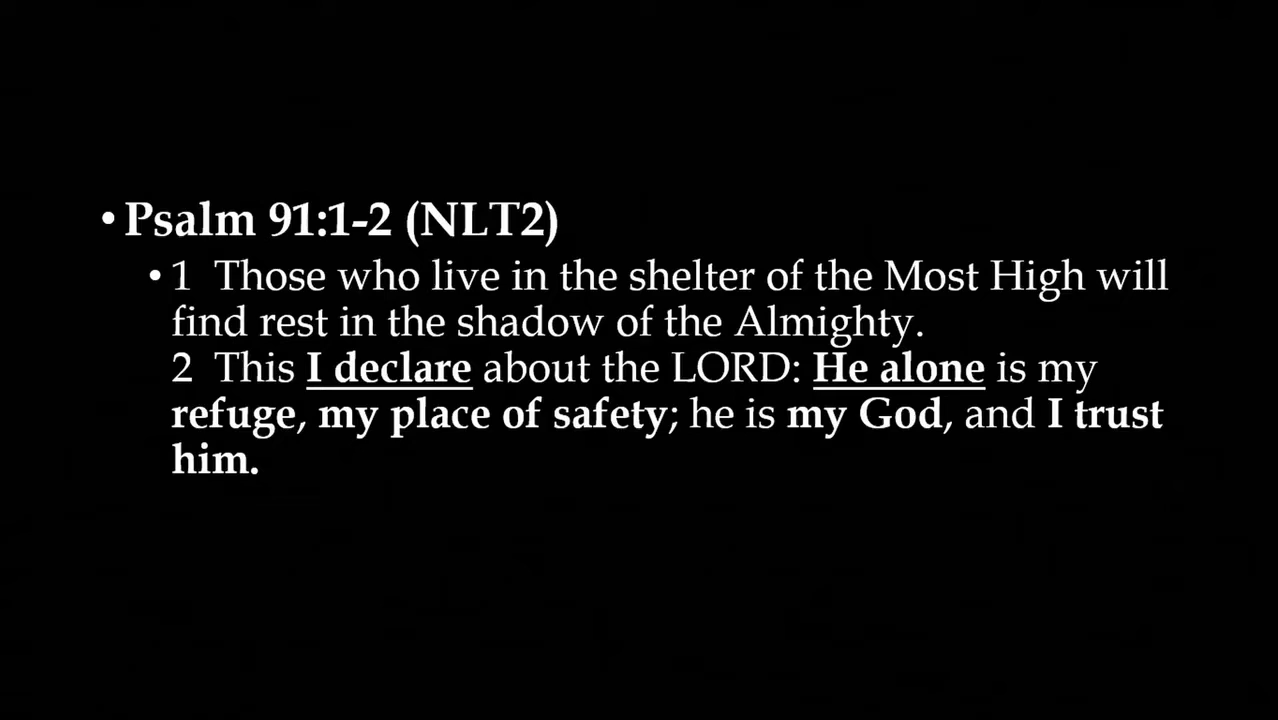 • Psalm 91:1-2 (NLT2)
• 1 Those who live in the shelter of the Most High will
find rest in the shadow of the Almighty.
2 This I declare about the LORD: He alone is my
refuge, my place of safety; he is my God, and I trust
him.